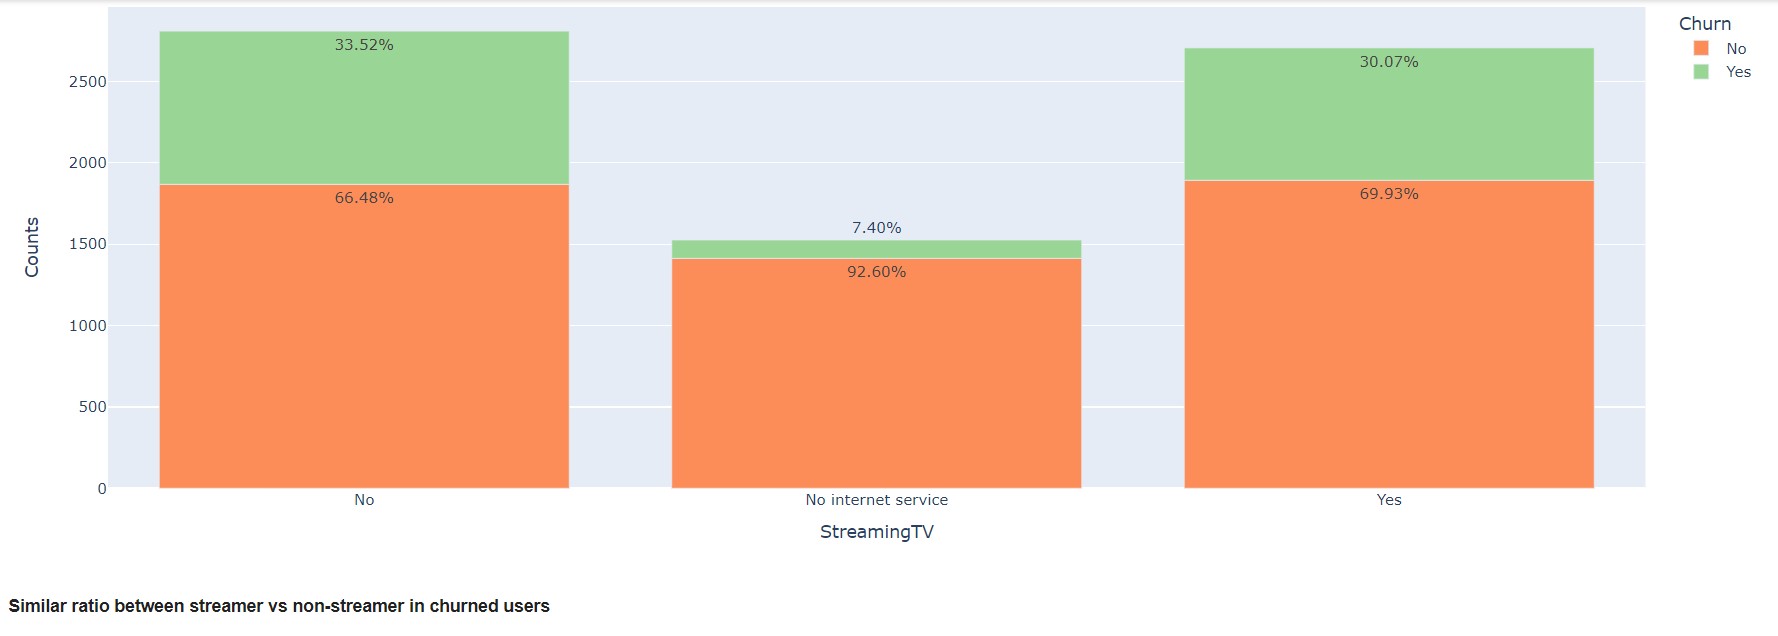 Churn
No
Yes
33.52%
30.07%
2500
2000
66.48%
69.93%
7.40%
1500
92.60%
Counts
1000
500
0
No
No internet service
Yes
StreamingTV
Similar ratio between streamer vs non-streamer in churned users